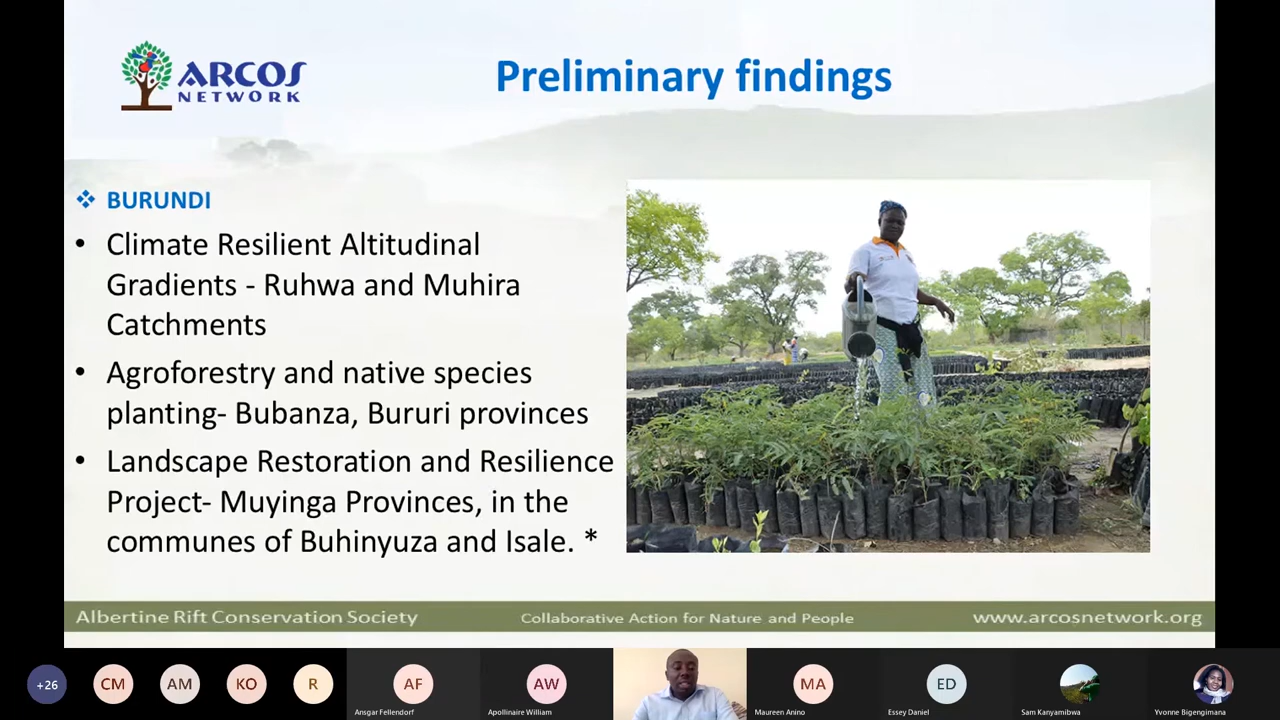 ARCOS
NETWORK
Preliminary findings
❖ BURUNDI
• Climate Resilient Altitudinal
Gradients - Ruhwa and Muhira
Catchments
• Agroforestry and native species
planting- Bubanza, Bururi provinces
• Landscape Restoration and Resilience
Project- Muyinga Provinces, in the
communes of Buhinyuza and Isale. *
Albertine Rift Conservation Society
Collaborative Action for Nature and People
www.arcosnetwork.org
+26
CM
AM
KO
R
AF
AW
MA
ED
Ansgar Fellendorf
Apollinaire William
Maureen Anino
Essey Daniel
Sam Kanyamibwa
Yvonne Bigengimana